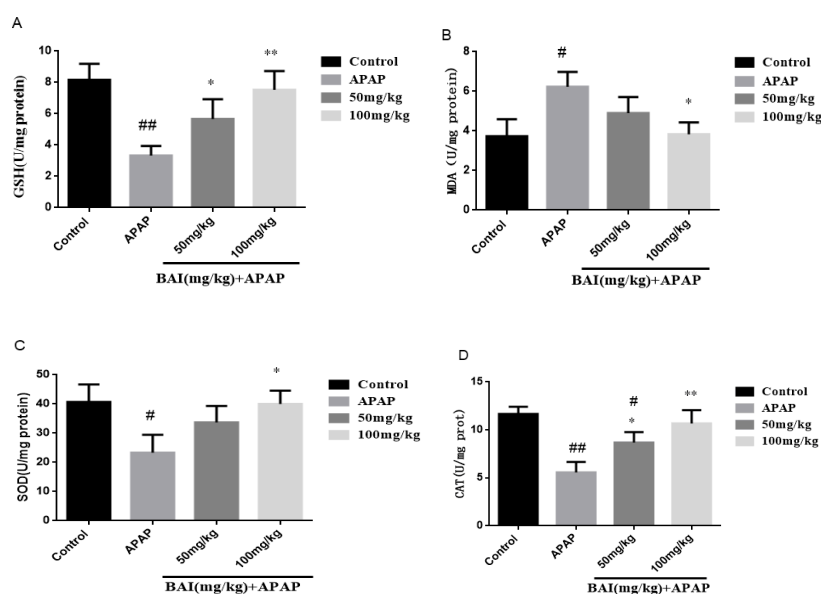 A
GSH(U/mg protein)
10
8
6
4
2
0
##
*
**
Control
APAP
50mg/kg
100mg/kg
BAI(mg/kg)+APAP
Control
APAP
50mg/kg
100mg/kg
B
MDA (U/mg protein)
8
6
4
2
0
#
*
Control
APAP
50mg/kg
100mg/kg
BAI(mg/kg)+APAP
Control
APAP
50mg/kg
100mg/kg
C
SOD(U/mg protein)
50
40
30
20
10
0
#
*
Control
APAP
50mg/kg
100mg/kg
BAI(mg/kg)+APAP
Control
APAP
50mg/kg
100mg/kg
D
CAT(U/mg prot)
15
10
5
0
##
#
*
**
Control
APAP
50mg/kg
100mg/kg
BAI(mg/kg)+APAP
Control
APAP
50mg/kg
100mg/kg